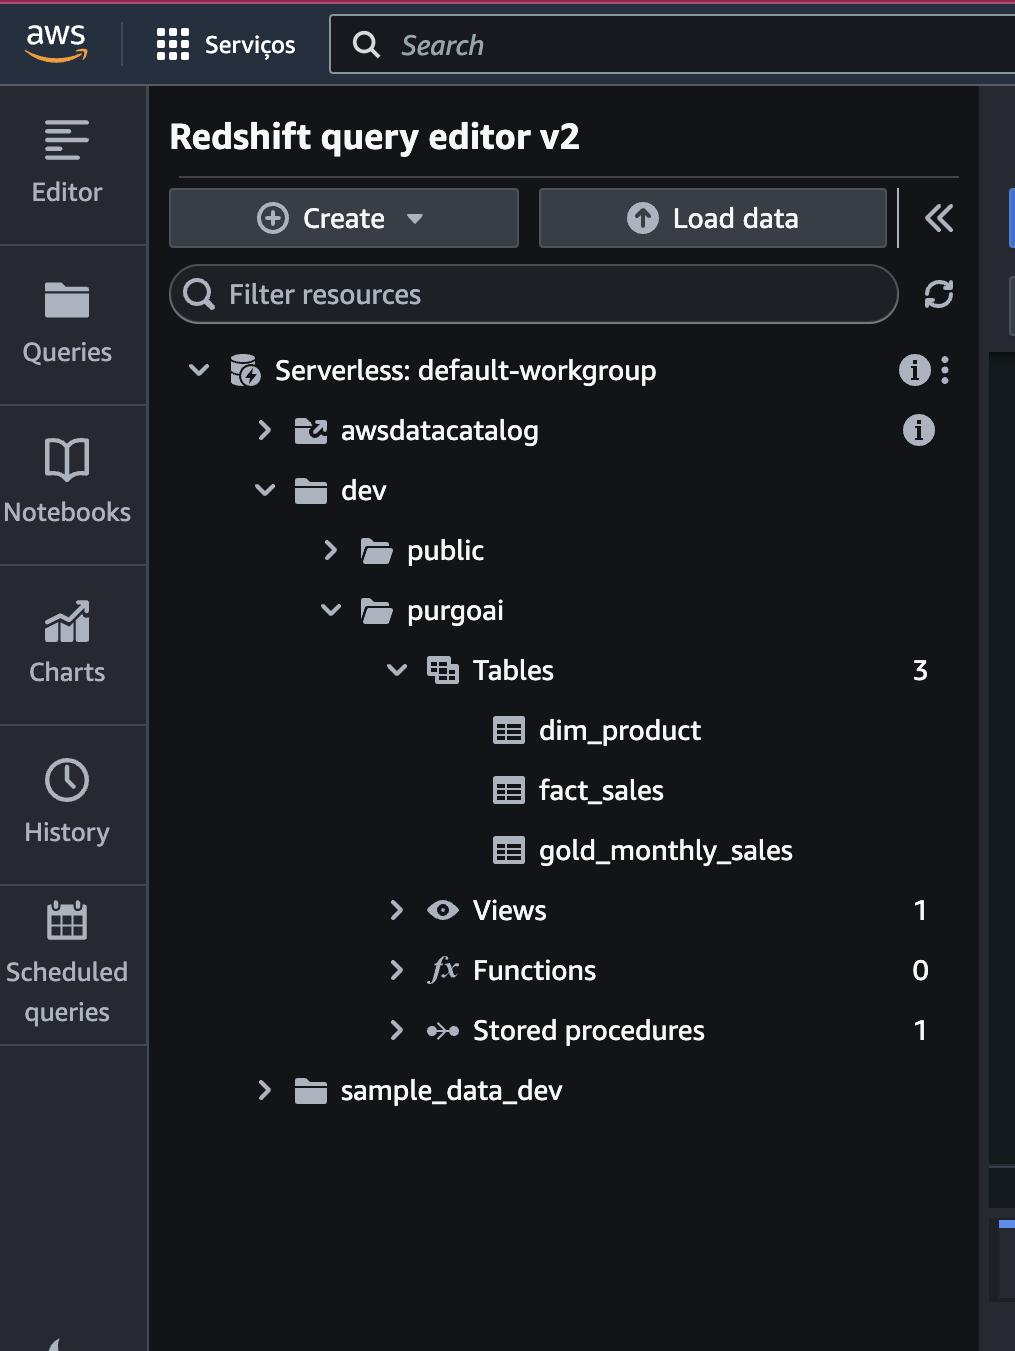 aws
Serviços
Search
Editor
Queries
Notebooks
Charts
History
Scheduled
queries
Redshift query editor v2
Create
Load data
Filter resources
Serverless: default-workgroup
awsdatacatalog
dev
public
purgoai
Tables 3
dim_product
fact_sales
gold_monthly_sales
Views 1
fx Functions 0
Stored procedures 1
sample_data_dev